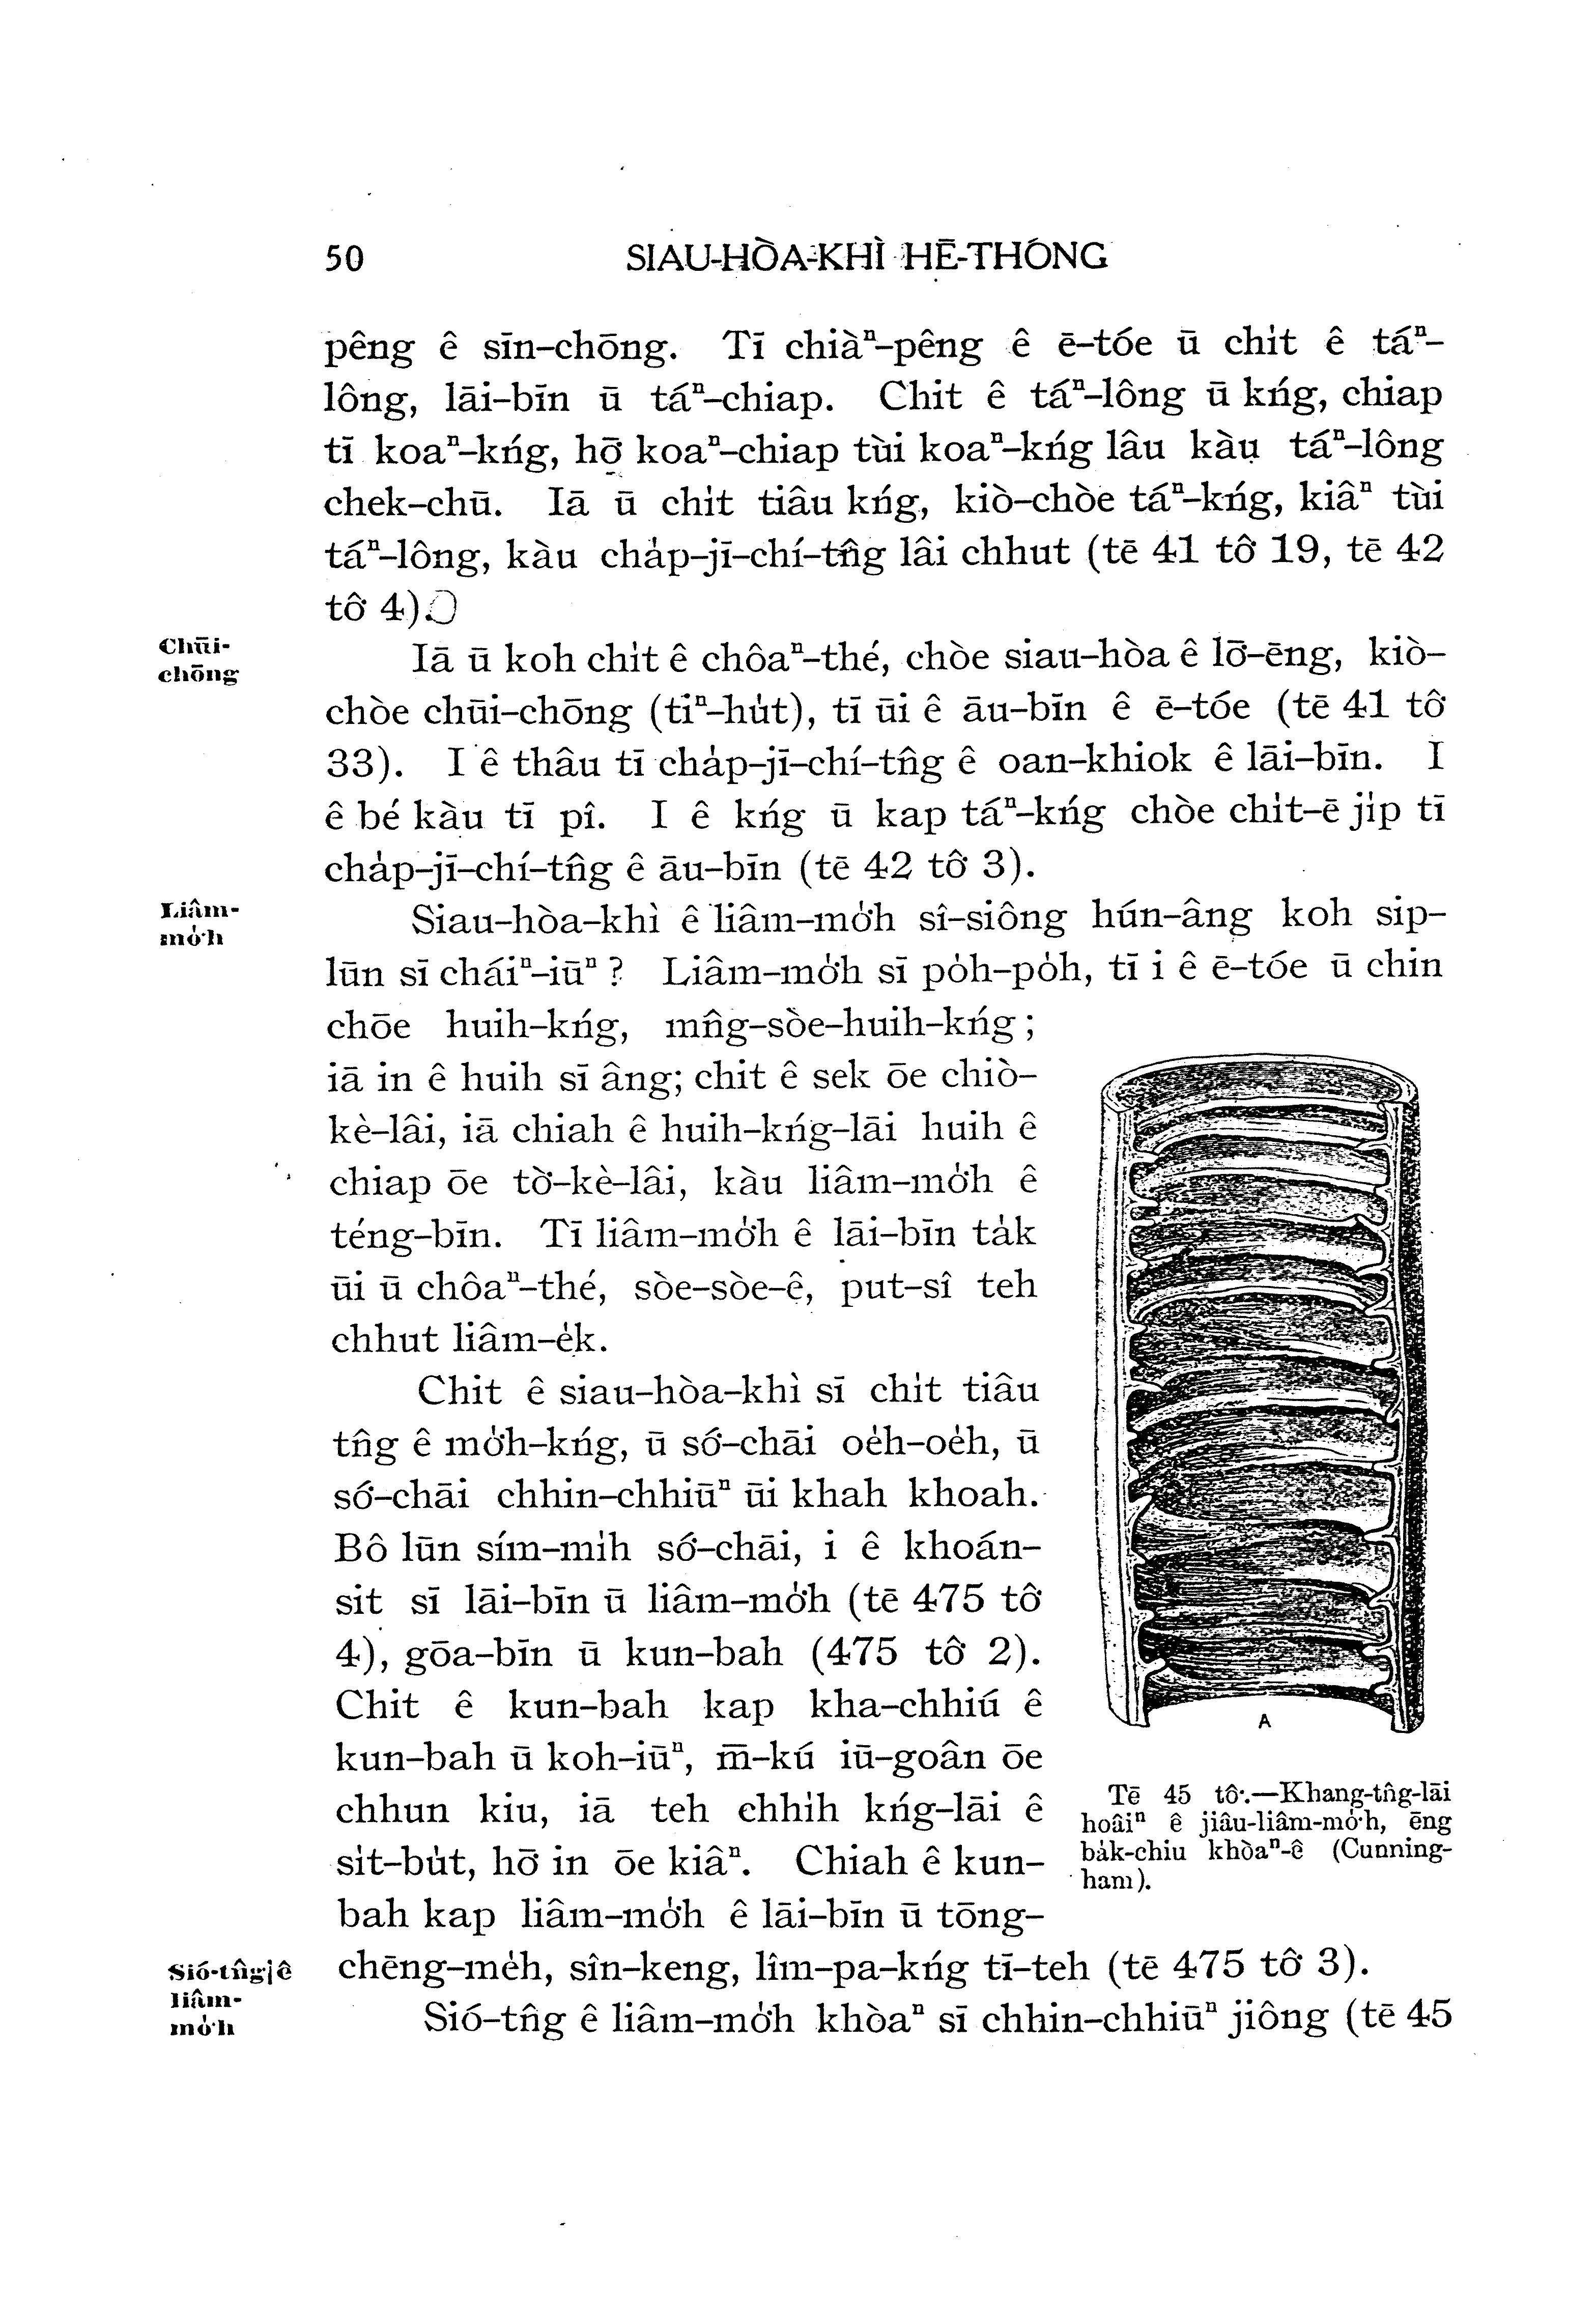 50
SIAU-HÒA-KHÌ HĒ-THÓNG
pêng ê sīn-chōng. Tī chiàⁿ-pêng ê ē-tóe ū chi̍t ê táⁿ-
lông, lāi-bīn ū táⁿ-chiap. Chit ê táⁿ-lông ū kńg, chiap
tī koaⁿ-kńg, hō͘ koaⁿ-chiap tùi koaⁿ-kńg lâu kàu táⁿ-lông
chek-chū. Iā ū chi̍t tiâu kńg, kiò-chòe táⁿ-kńg, kiâⁿ tùi
táⁿ-lông, kàu cha̍p-jī-chí-tn̂g lâi chhut (tē 41 tô͘ 19, tē 42
tô͘ 4).
Chūi-
chōng
Iā ū koh chi̍t ê chôaⁿ-thé, chòe siau-hòa ê lō͘-ēng, kiò-
chòe chūi-chōng (tiⁿ-hu̍t), tī ūi ê āu-bīn ê ē-tóe (tē 41 tô͘
33). I ê thâu tī cha̍p-jī-chí-tn̂g ê oan-khiok ê lāi-bīn. I
ê bé kàu tī pî. I ê kńg ū kap táⁿ-kńg chòe chi̍t-ē ji̍p tī
cha̍p-jī-chí-tn̂g ê āu-bīn (tē 42 tô͘ 3).
Liâm-
mo̍͘h
Siau-hòa-khì ê liâm-mo̍͘h sî-siông hún-âng koh sip-
lūn sī cháiⁿ-iūⁿ? Liâm-mo̍͘h sī po̍h-po̍h, tī i ê ē-tóe ū chin
chōe huih-kńg, mn̂g-sòe-huih-kńg;
iā in ê huih sī âng; chit ê sek ōe chiò-
kè-lâi, iā chiah ê huih-kńg-lāi huih ê
chiap ōe tò͘-kè-lâi, kàu liâm-mo̍͘h ê
téng-bīn. Tī liâm-mo̍͘h ê lāi-bīn ta̍k
ūi ū chôaⁿ-thé, sòe-sòe-ê, put-sî teh
chhut liâm-e̍k.
Chit ê siau-hòa-khì sī chi̍t tiâu
tn̂g ê mo̍͘h-kńg, ū só͘-chāi oe̍h-oe̍h, ū
só͘-chāi chhin-chhiūⁿ ūi khah khoah.
Bô lūn sím-mi̍h só͘-chāi, i ê khoán-
sit sī lāi-bīn ū liâm-mo̍͘h (tē 475 tô͘
4), gōa-bīn ū kun-bah (475 tô͘ 2).
Chit ê kun-bah kap kha-chhiú ê
kun-bah ū koh-iūⁿ, m̄-kú iū-goân ōe
chhun kiu, iā teh chhi̍h kńg-lāi ê
si̍t-bu̍t, hō͘ in ōe kiâⁿ. Chiah ê kun-
bah kap liâm-mo̍͘h ê lāi-bīn ū tōng-
chēng-me̍h, sîn-keng, lîm-pa-kńg tī-teh (tē 475 tô͘ 3).
A
Tē 45 tô͘.—Khang-tn̂g-lāi
hoâiⁿ ê jiâu-liâm-mo̍͘h, ēng
ba̍k-chiu khòaⁿ-ê (Cunning-
ham).
Sió-tn̂g ê
liâm-
mo̍͘h
Sió-tn̂g ê liâm-mo̍͘h khòaⁿ sī chhin-chhiūⁿ jiông (tē 45